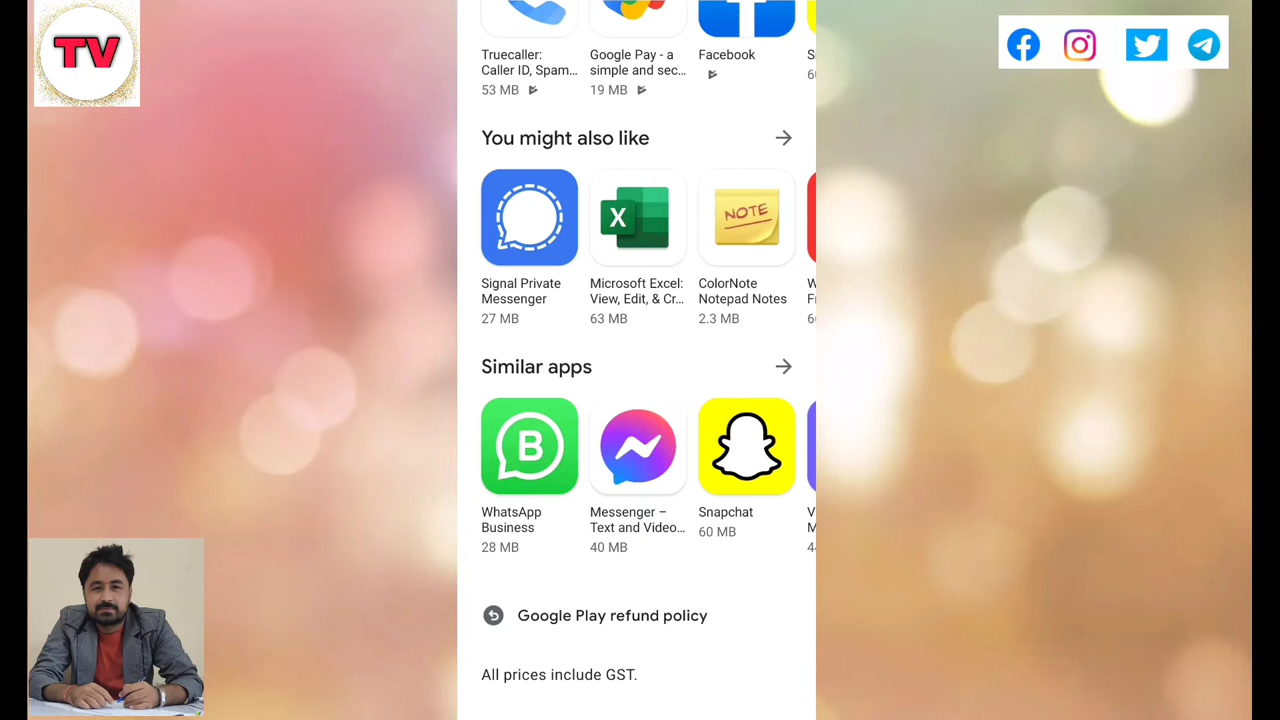 TV
Truecaller:
Caller ID, Spam...
53 MB
Google Pay - a
simple and sec...
19 MB
Facebook
You might also like
X
NOTE
Signal Private
Messenger
27 MB
Microsoft Excel:
View, Edit, & Cr...
63 MB
ColorNote
Notepad Notes
2.3 MB
Similar apps
B
WhatsApp
Business
28 MB
Messenger –
Text and Video...
40 MB
Snapchat
60 MB
Google Play refund policy
All prices include GST.